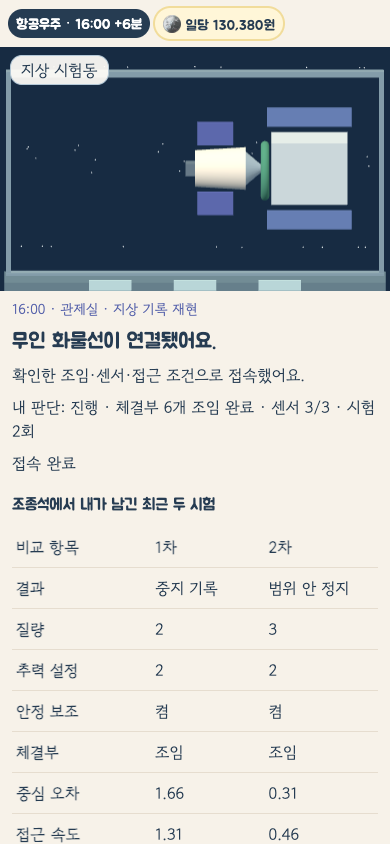 항공우주 · 16:00 +6분
일당 130,380원
지상 시험동
16:00 · 관제실 · 지상 기록 재현
무인 화물선이 연결됐어요.
확인한 조임·센서·접근 조건으로 접속했어요.
내 판단: 진행 · 체결부 6개 조임 완료 · 센서 3/3 · 시험
2회
접속 완료
조종석에서 내가 남긴 최근 두 시험
비교 항목 1차 2차
결과 중지 기록 범위 안 정지
질량 2 3
추력 설정 2 2
안정 보조 켬 켬
체결부 조임 조임
중심 오차 1.66 0.31
접근 속도 1.31 0.46